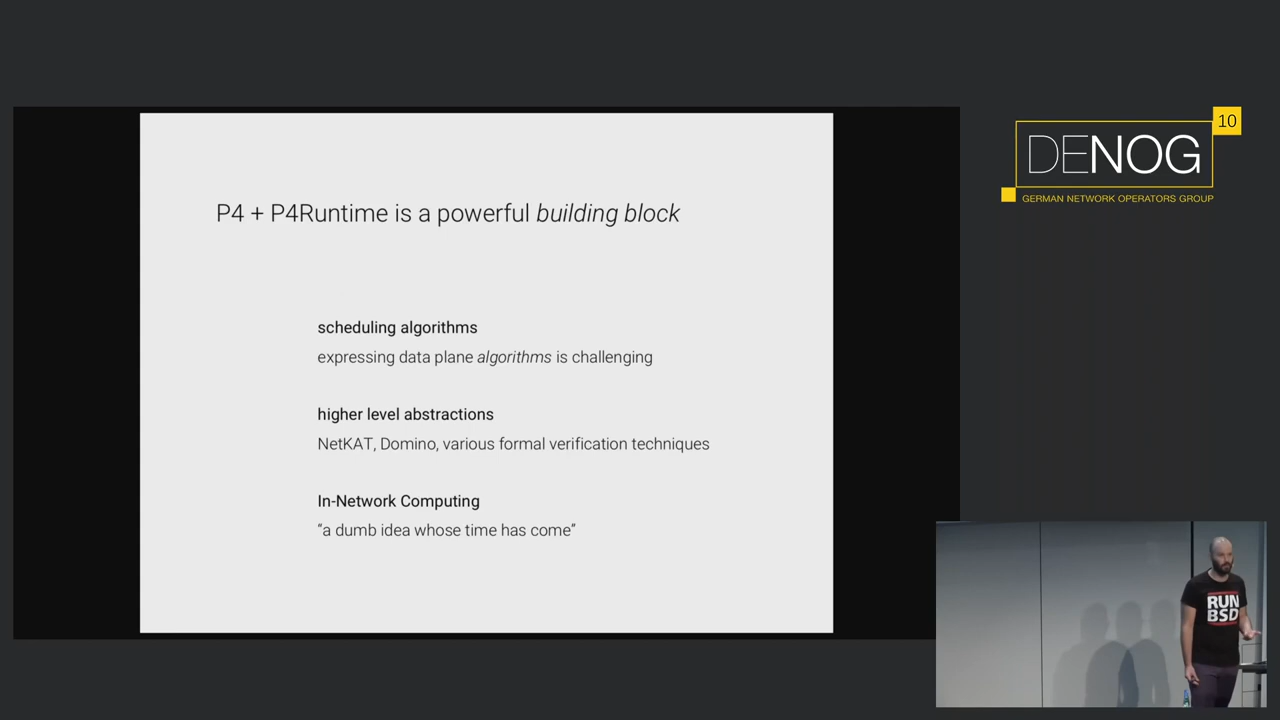 P4 + P4Runtime is a powerful building block
scheduling algorithms
expressing data plane algorithms is challenging
higher level abstractions
NetKAT, Domino, various formal verification techniques
In-Network Computing
“a dumb idea whose time has come”
10
DENOG
GERMAN NETWORK OPERATORS GROUP
RUN
BSD